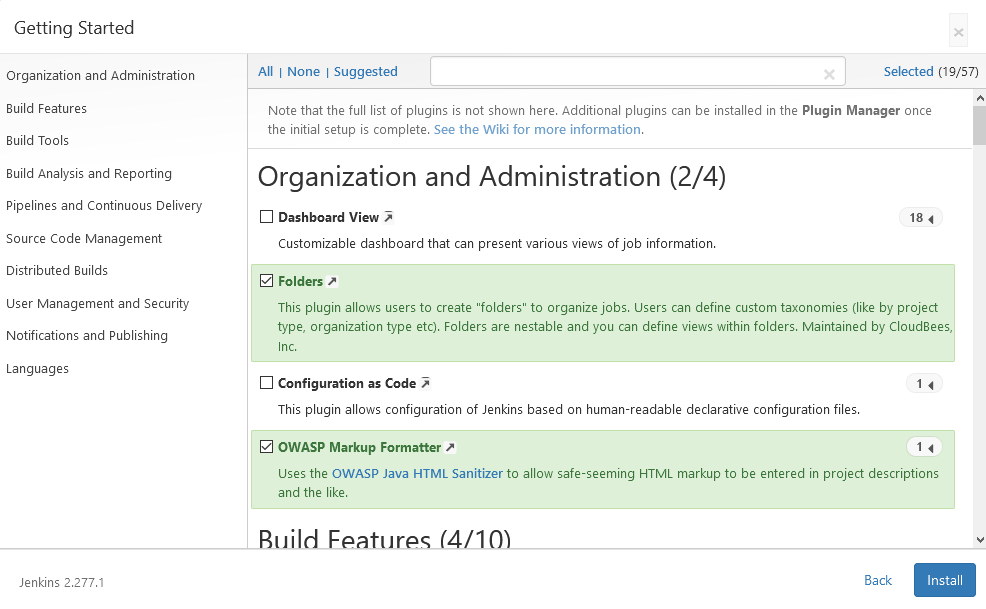 Getting Started
Organization and Administration
Build Features
Build Tools
Build Analysis and Reporting
Pipelines and Continuous Delivery
Source Code Management
Distributed Builds
User Management and Security
Notifications and Publishing
Languages
All | None | Suggested
Selected (19/57)
Note that the full list of plugins is not shown here. Additional plugins can be installed in the Plugin Manager once
the initial setup is complete. See the Wiki for more information.
Organization and Administration (2/4)
Dashboard View
18
Customizable dashboard that can present various views of job information.
Folders
This plugin allows users to create "folders" to organize jobs. Users can define custom taxonomies (like by project
type, organization type etc). Folders are nestable and you can define views within folders. Maintained by CloudBees,
Inc.
Configuration as Code
1
This plugin allows configuration of Jenkins based on human-readable declarative configuration files.
OWASP Markup Formatter
1
Uses the OWASP Java HTML Sanitizer to allow safe-seeming HTML markup to be entered in project descriptions
and the like.
Build Features (4/10)
Jenkins 2.277.1
Back
Install